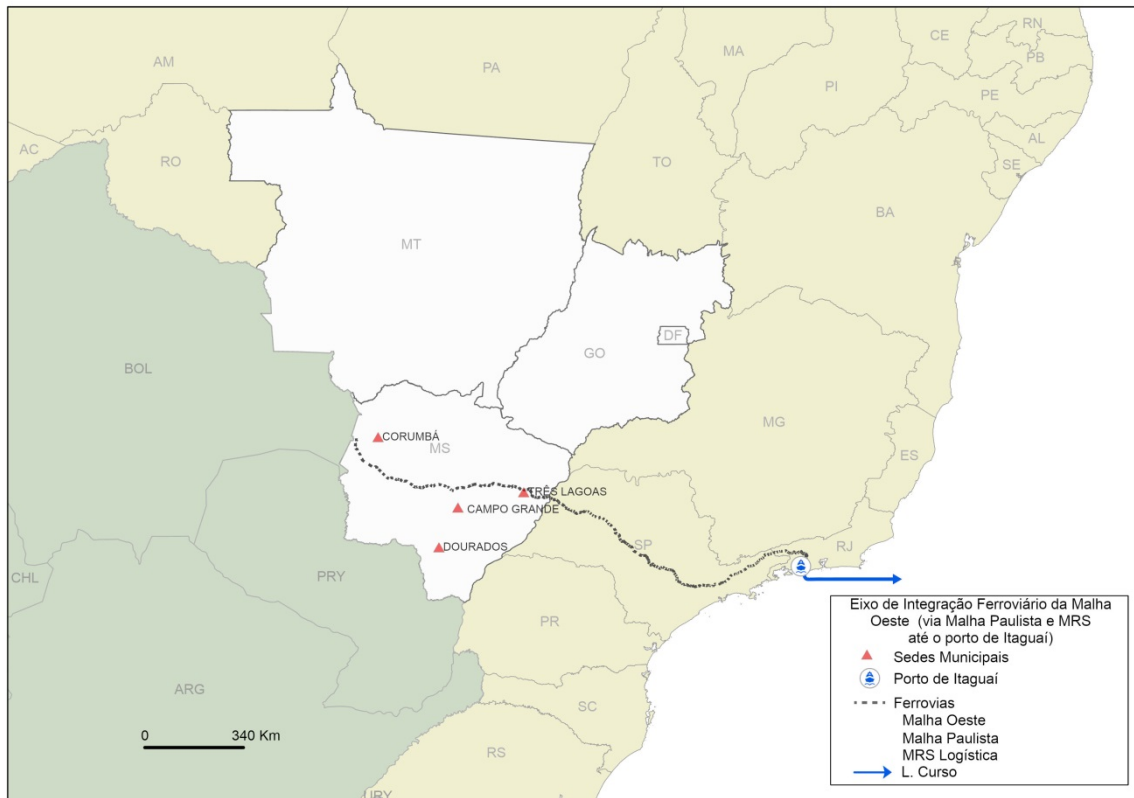 RN
CE
MA
PB
AM
PA
PI
PE
AL
AC
RO
TO
SE
BA
MT
DF
GO
BOL
MG
CORUMBÁ
MS
ES
TRÊS LAGOAS
CAMPO GRANDE
SP
RJ
DOURADOS
CHL
PRY
PR
ARG
SC
RS
URY
0 340 Km
Eixo de Integração Ferroviário da Malha
Oeste (via Malha Paulista e MRS
até o porto de Itaguaí)
Sedes Municipais
Porto de Itaguaí
Ferrovias
Malha Oeste
Malha Paulista
MRS Logística
L. Curso